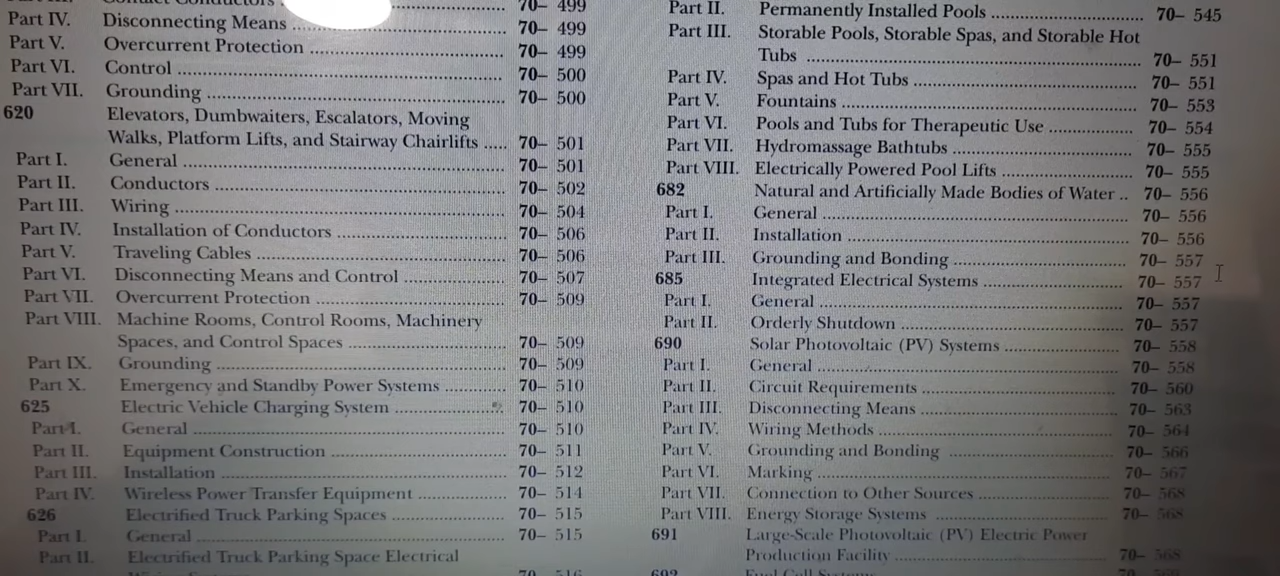 Contact Conductors 70– 499
Part IV. Disconnecting Means 70– 499
Part V. Overcurrent Protection 70– 499
Part VI. Control 70– 500
Part VII. Grounding 70– 500
620 Elevators, Dumbwaiters, Escalators, Moving
Walks, Platform Lifts, and Stairway Chairlifts ..... 70– 501
Part I. General 70– 501
Part II. Conductors 70– 502
Part III. Wiring 70– 504
Part IV. Installation of Conductors 70– 506
Part V. Traveling Cables 70– 506
Part VI. Disconnecting Means and Control 70– 507
Part VII. Overcurrent Protection 70– 509
Part VIII. Machine Rooms, Control Rooms, Machinery
Spaces, and Control Spaces 70– 509
Part IX. Grounding 70– 509
Part X. Emergency and Standby Power Systems 70– 510
625 Electric Vehicle Charging System 70– 510
Part I. General 70– 510
Part II. Equipment Construction 70– 511
Part III. Installation 70– 512
Part IV. Wireless Power Transfer Equipment 70– 514
626 Electrified Truck Parking Spaces 70– 515
Part I. General 70– 515
Part II. Electrified Truck Parking Space Electrical
70– 516
Part II. Permanently Installed Pools 70– 545
Part III. Storable Pools, Storable Spas, and Storable Hot
Tubs 70– 551
Part IV. Spas and Hot Tubs 70– 551
Part V. Fountains 70– 553
Part VI. Pools and Tubs for Therapeutic Use 70– 554
Part VII. Hydromassage Bathtubs 70– 555
Part VIII. Electrically Powered Pool Lifts 70– 555
682 Natural and Artificially Made Bodies of Water .. 70– 556
Part I. General 70– 556
Part II. Installation 70– 556
Part III. Grounding and Bonding 70– 557
685 Integrated Electrical Systems 70– 557
Part I. General 70– 557
Part II. Orderly Shutdown 70– 557
690 Solar Photovoltaic (PV) Systems 70– 558
Part I. General 70– 558
Part II. Circuit Requirements 70– 560
Part III. Disconnecting Means 70– 563
Part IV. Wiring Methods 70– 564
Part V. Grounding and Bonding 70– 566
Part VI. Marking 70– 567
Part VII. Connection to Other Sources 70– 568
Part VIII. Energy Storage Systems 70– 568
691 Large-Scale Photovoltaic (PV) Electric Power
Production Facility 70– 568
692 Fuel Cell Systems